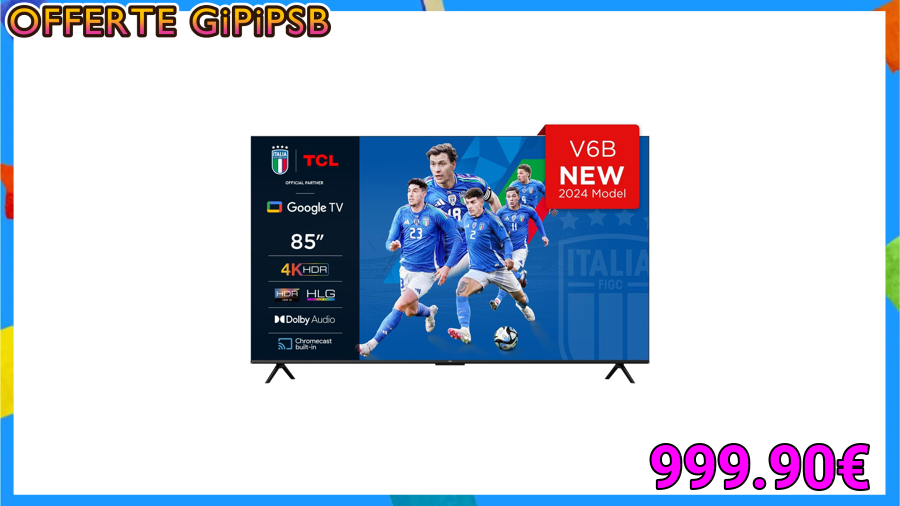 OFFERTE GiPiPSB
V6B
NEW
2024 Model
ITALIA
TCL
OFFICIAL PARTNER
Google TV
85"
4K HDR
HDR
HLG
Dolby Audio
Chromecast
built-in
23
18
2
11
ITALIA
FIGC
999.90€